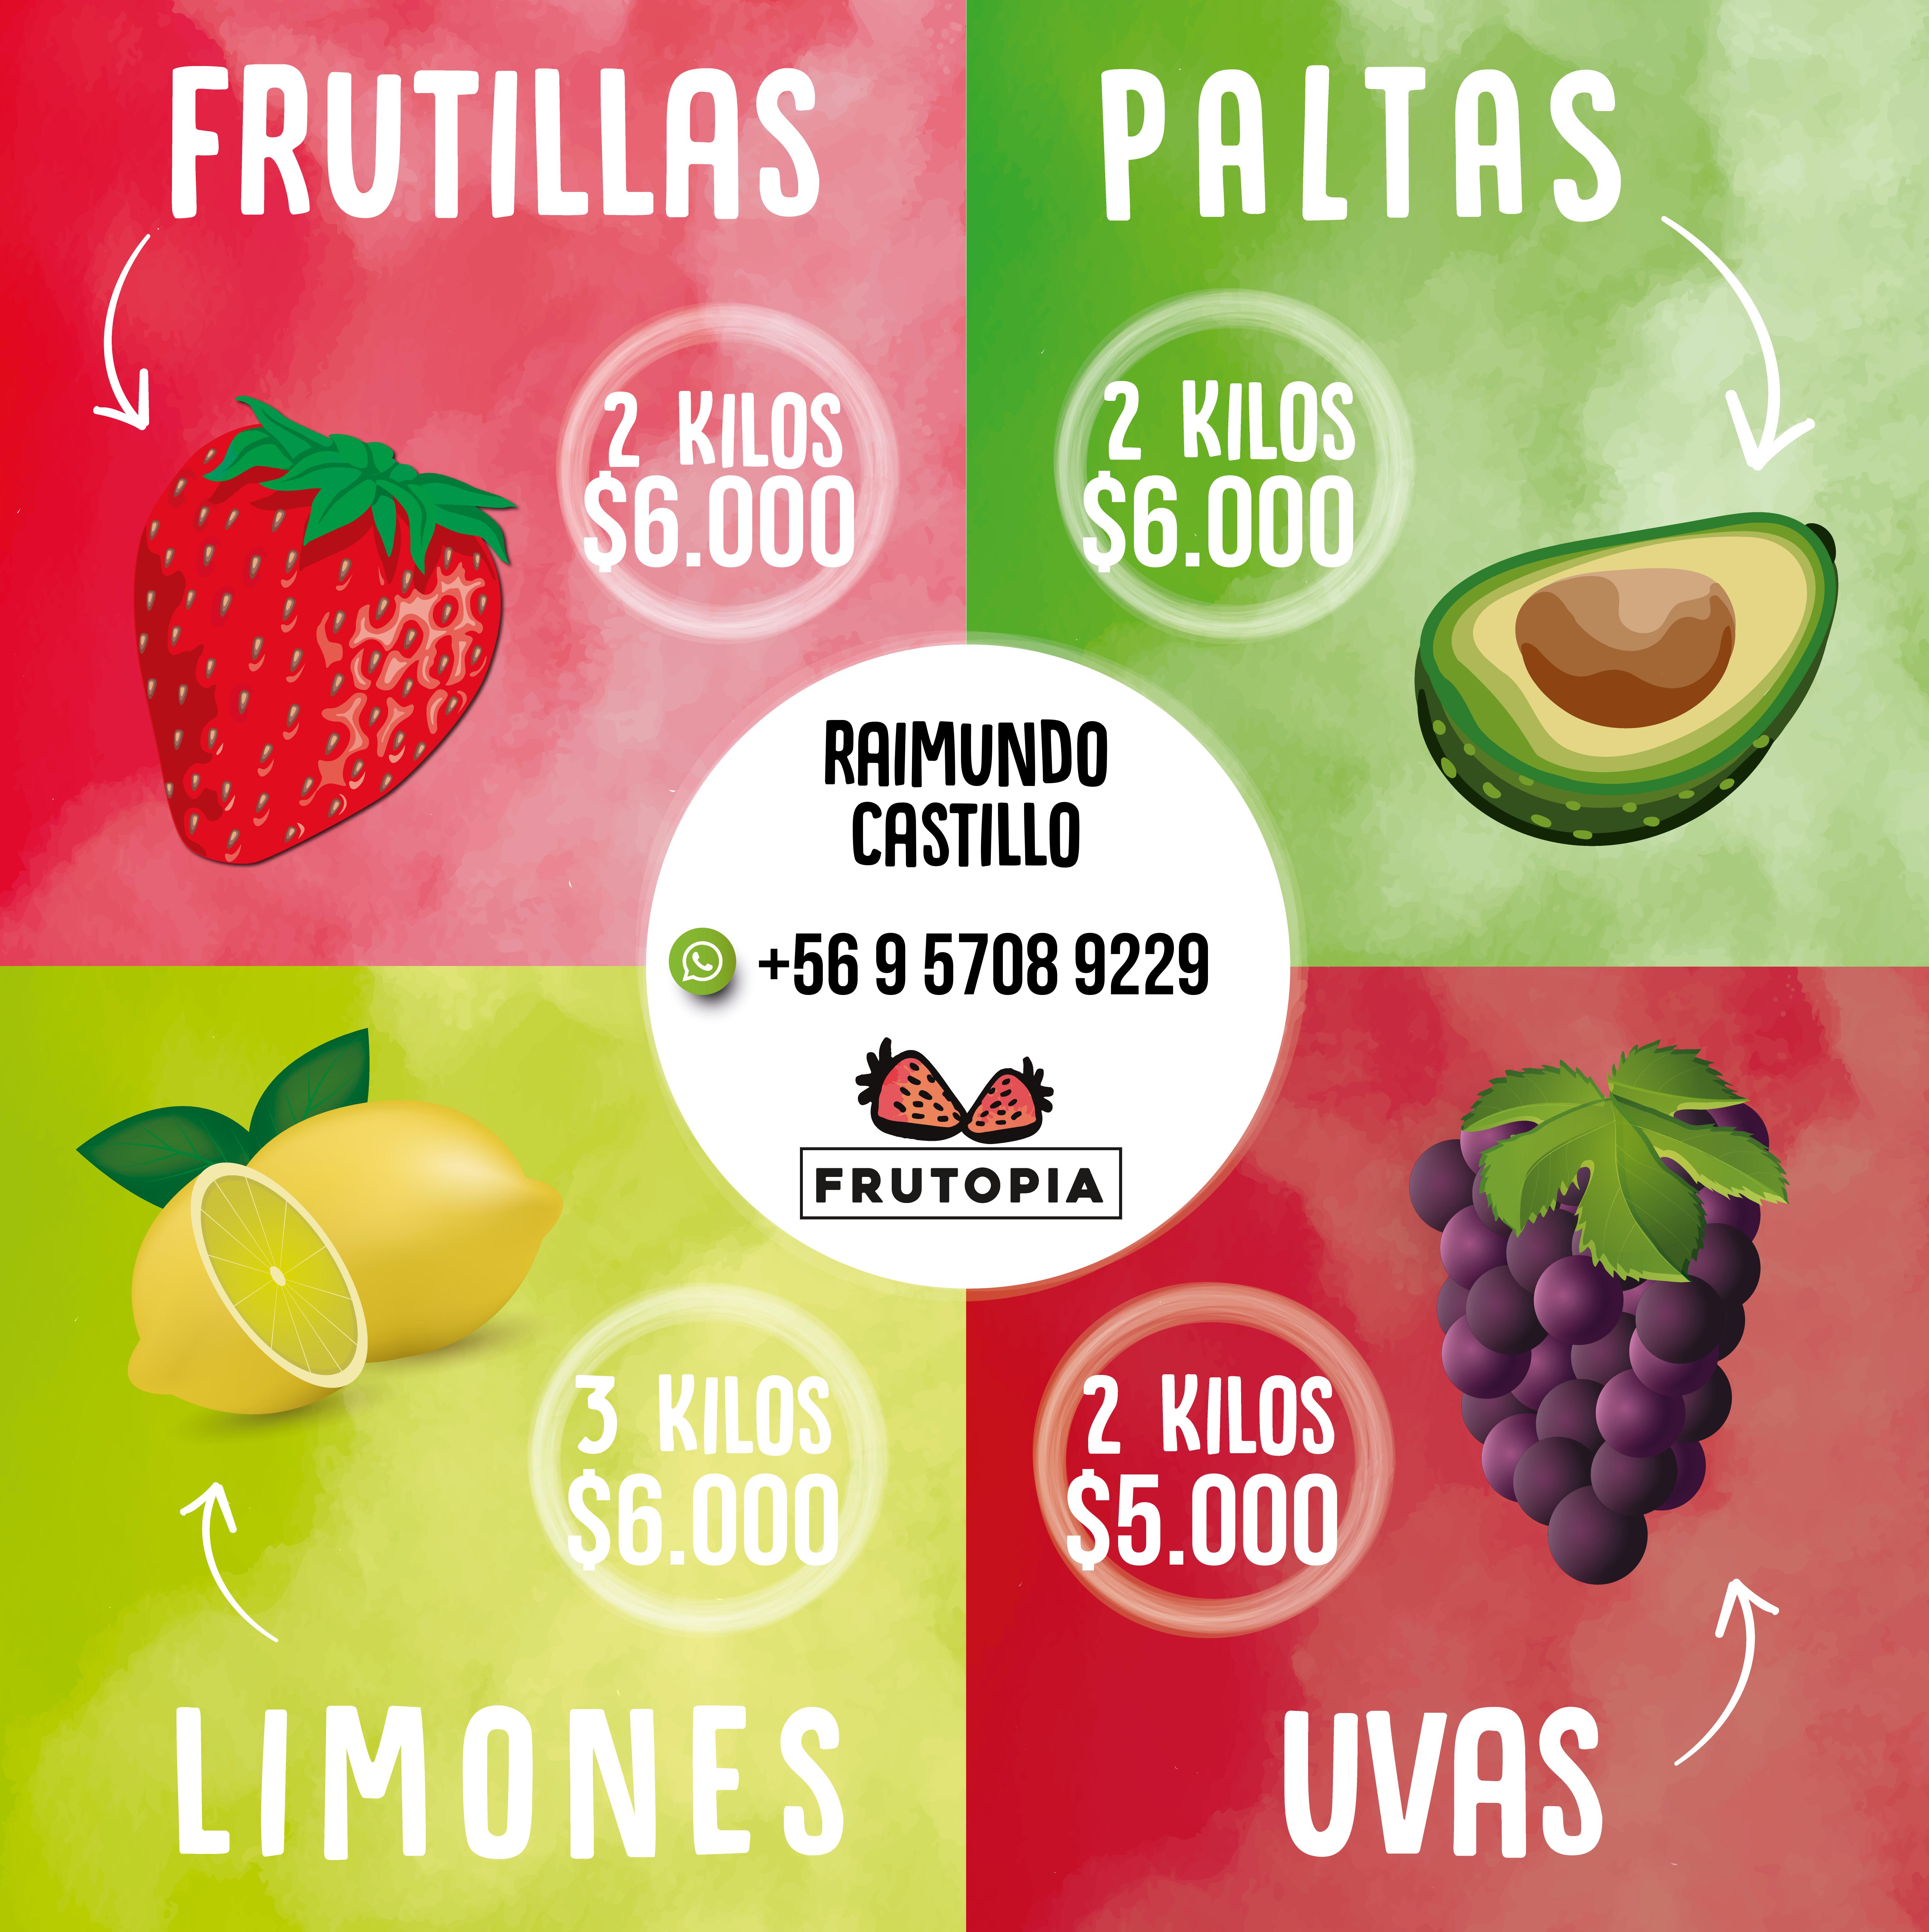 FRUTILLAS
2 KILOS
$6.000
PALTAS
2 KILOS
$6.000
RAIMUNDO
CASTILLO
+56 9 5708 9229
FRUTOPIA
3 KILOS
$6.000
LIMONES
2 KILOS
$5.000
UVAS